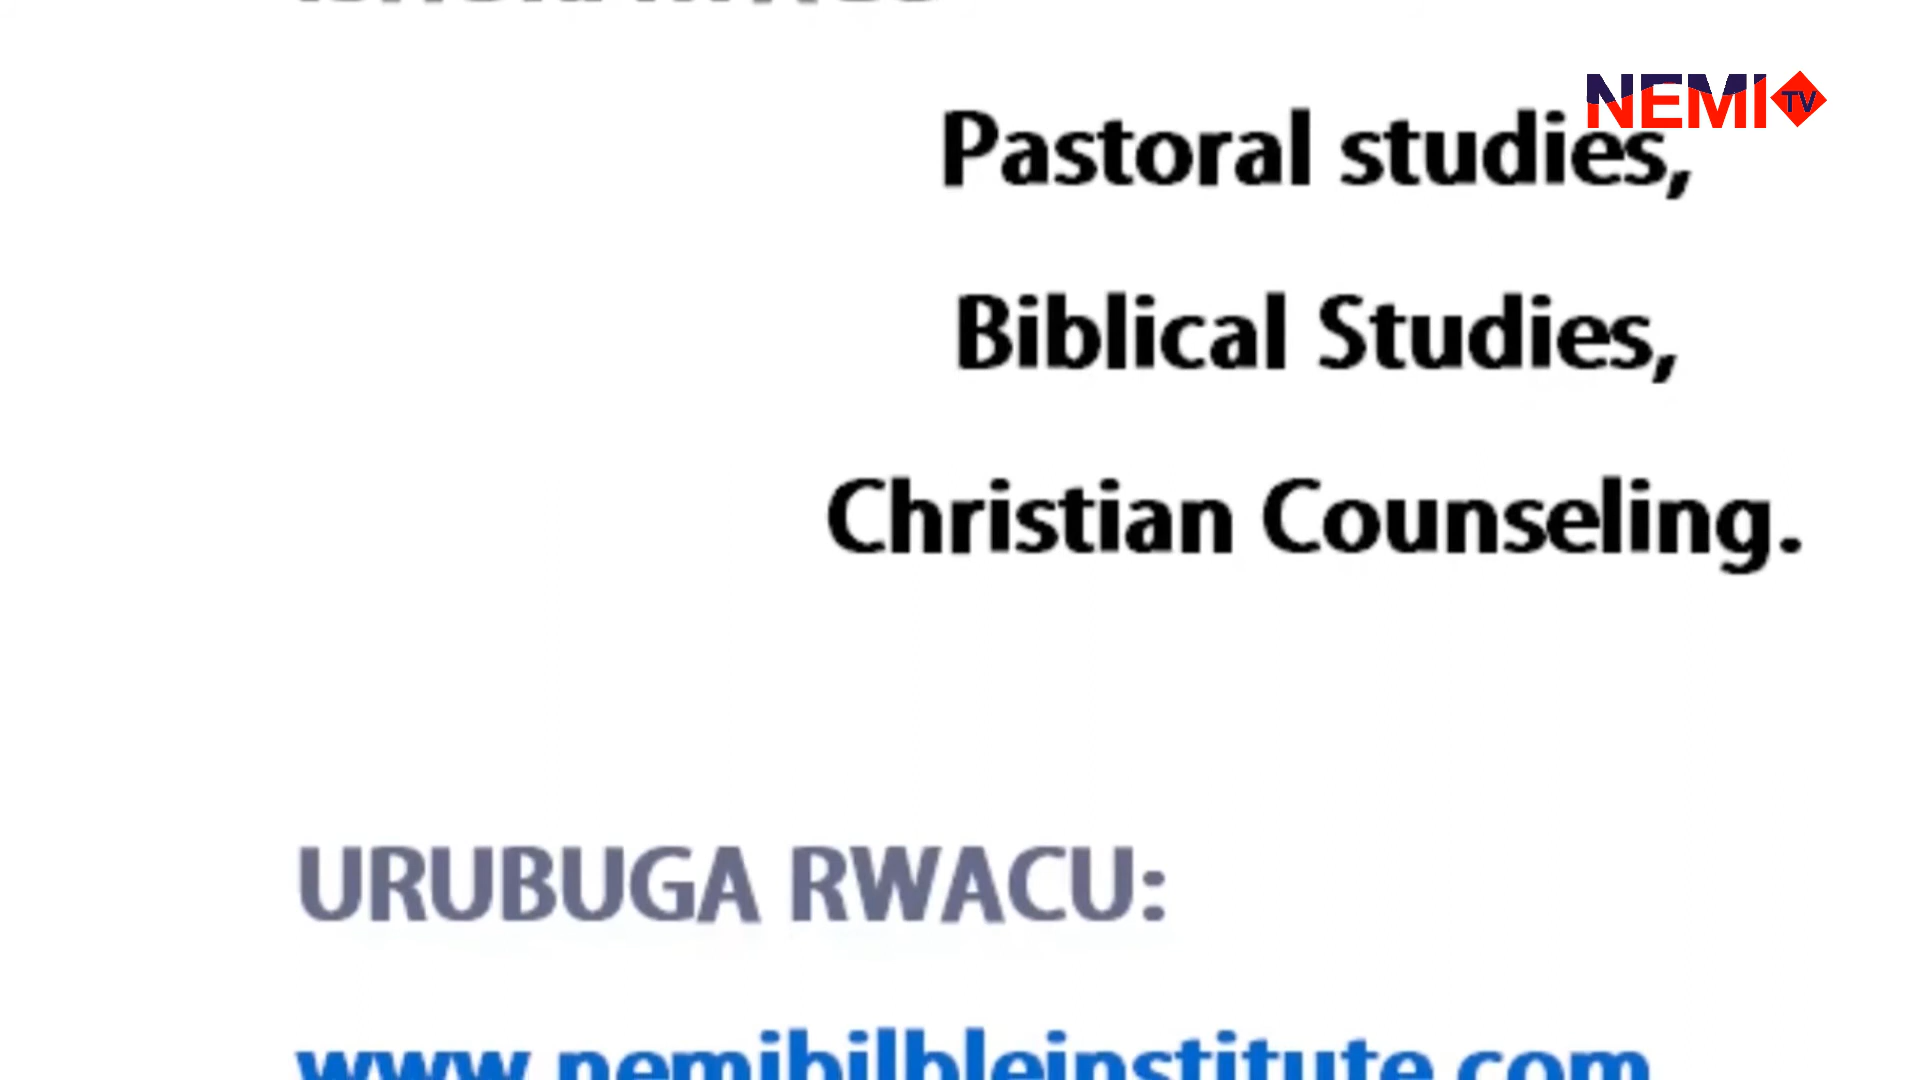 NEMI TV
Pastoral studies,
Biblical Studies,
Christian Counseling.
URUBUGA RWACU:
www.nemibilbleinstitute.com